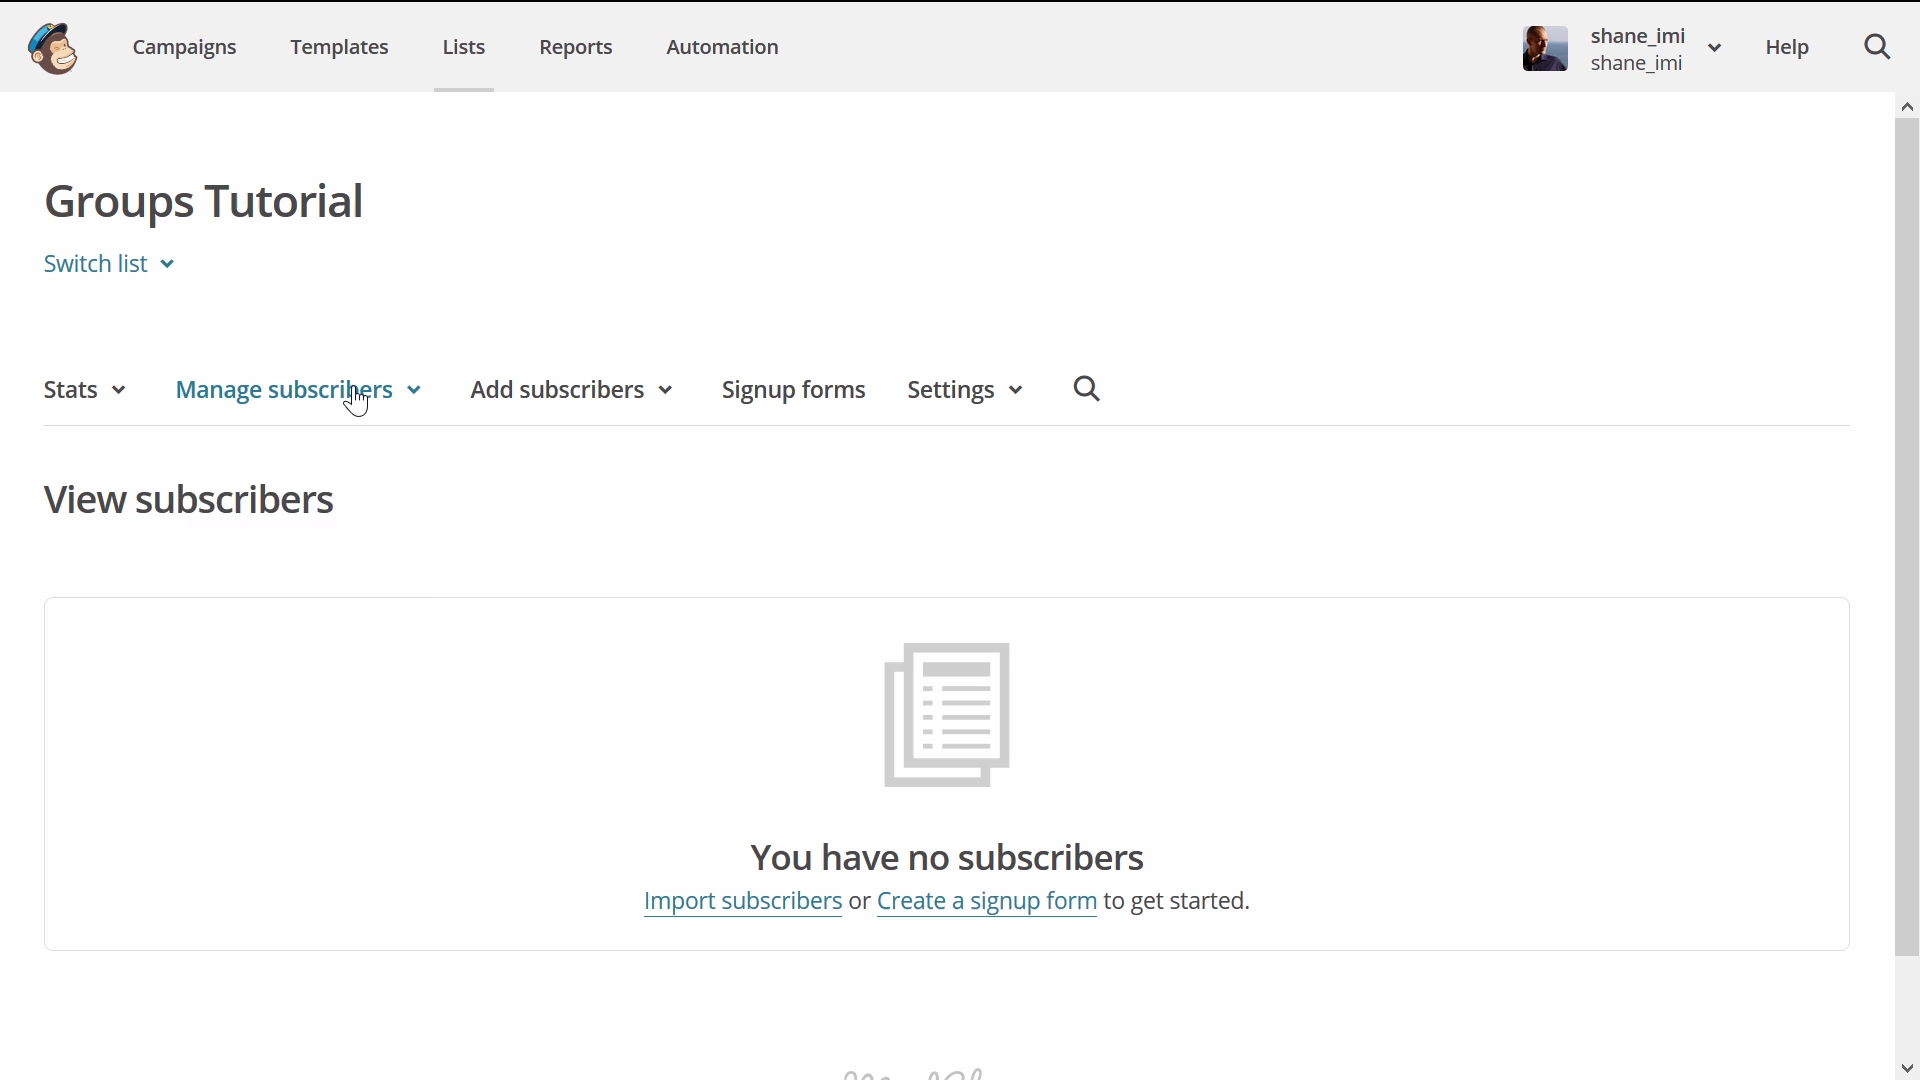 Campaigns Templates Lists Reports Automation shane_imi Help
shane_imi
Groups Tutorial
Switch list
Stats Manage subscribers Add subscribers Signup forms Settings
View subscribers
You have no subscribers
Import subscribers or Create a signup form to get started.